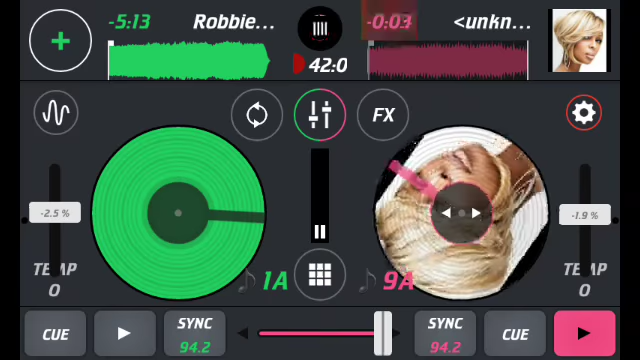 -5:13 Robbie...
-0:03 <unkn...
42:0
FX
-2.5 %
-1.9 %
TEMPO
TEMPO
1A
9A
CUE
SYNC
94.2
SYNC
94.2
CUE